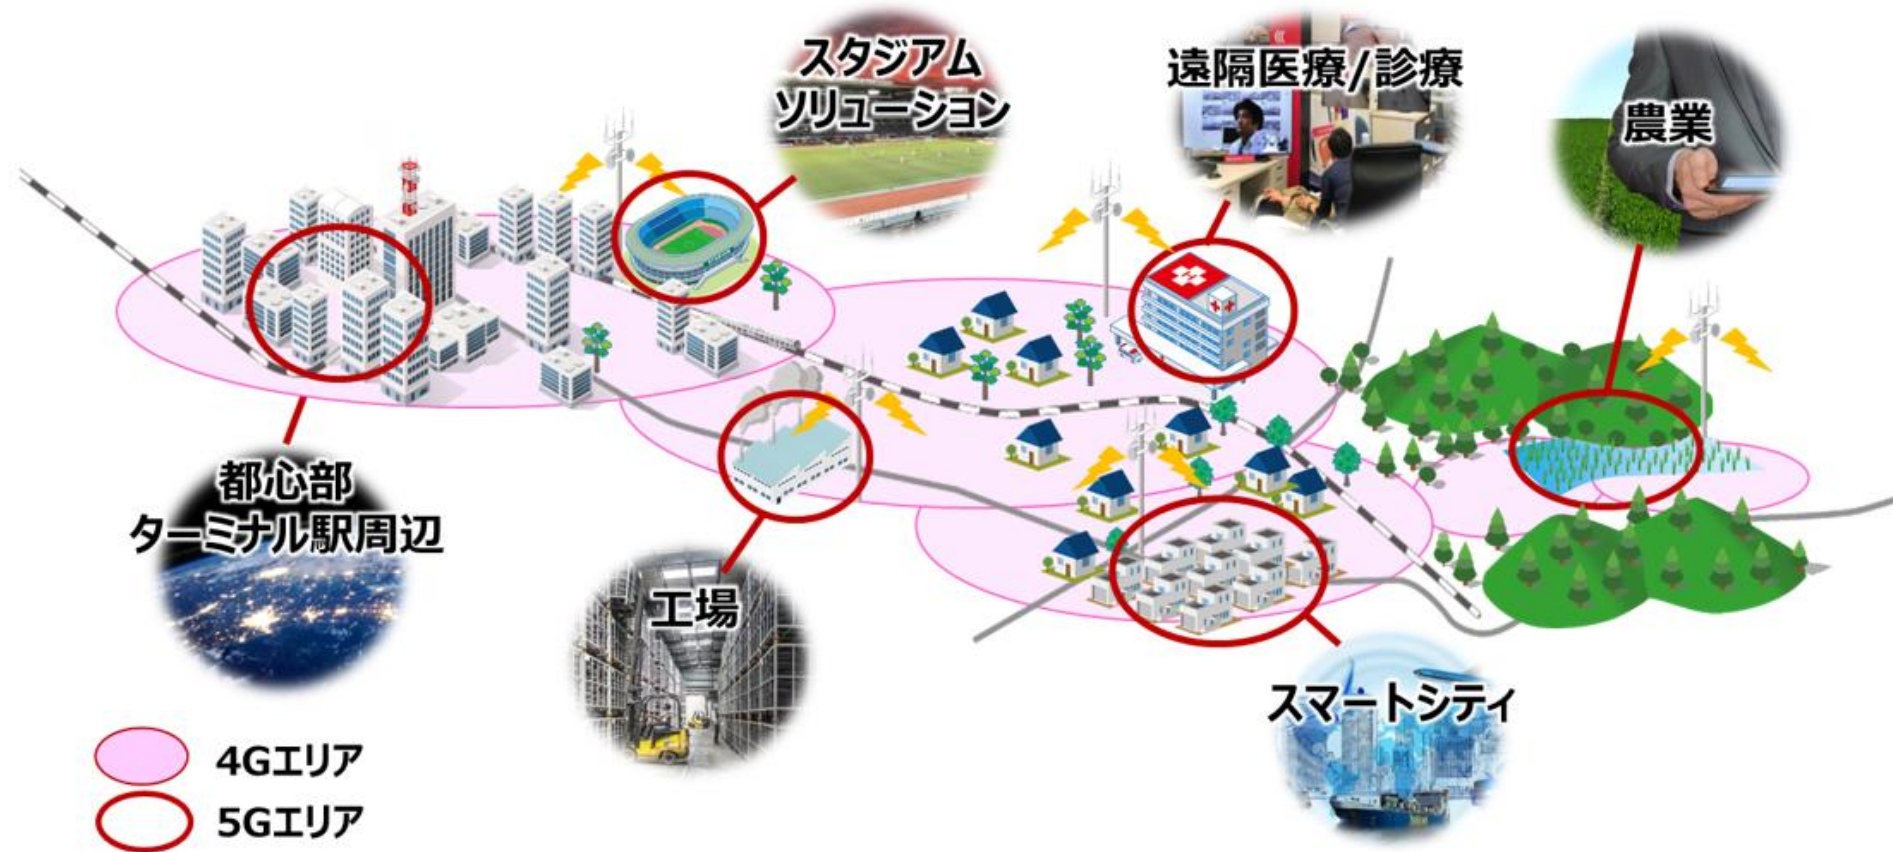 スタジアム
ソリューション
遠隔医療/診療
農業
都心部
ターミナル駅周辺
工場
スマートシティ
4Gエリア
5Gエリア